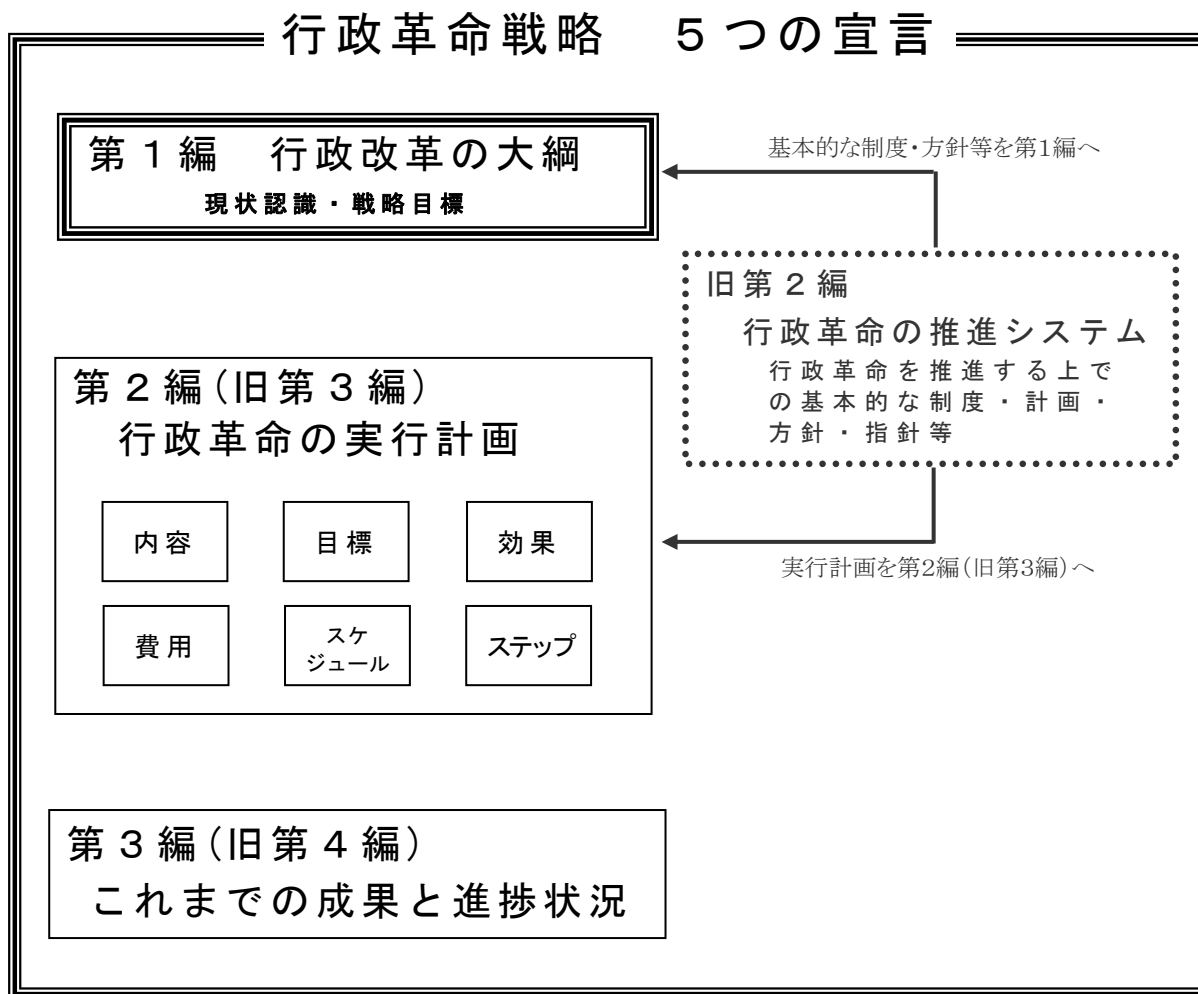 行政革命戦略　５つの宣言
第１編　行政改革の大綱
現状認識・戦略目標
基本的な制度・方針等を第1編へ
旧第２編
行政革命の推進システム
行政革命を推進する上で
の基本的な制度・計画・
方針・指針等
第２編（旧第３編）
行政革命の実行計画
内容
目標
効果
費用
スケ
ジュール
ステップ
実行計画を第2編（旧第3編）へ
第３編（旧第４編）
これまでの成果と進捗状況